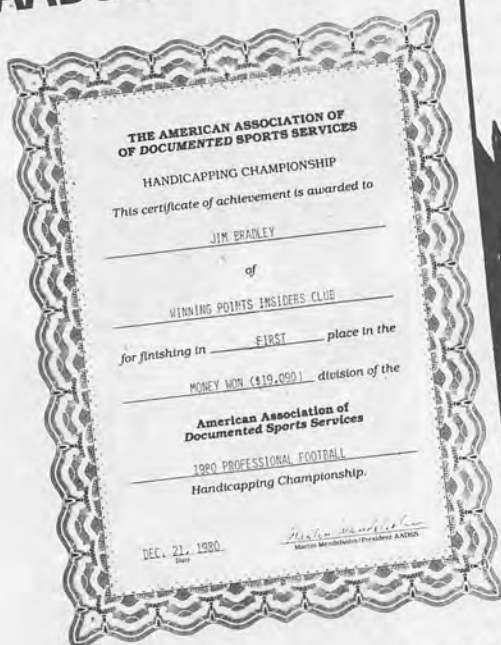 THE AMERICAN ASSOCIATION OF
OF DOCUMENTED SPORTS SERVICES
HANDICAPPING CHAMPIONSHIP
This certificate of achievement is awarded to
JIM BRADLEY
of
WINNING POINTS INSIDERS CLUB
for finishing in FIRST place in the
MONEY WON ($19,090) division of the
American Association of
Documented Sports Services
1980 PROFESSIONAL FOOTBALL
Handicapping Championship.
DEC. 21, 1980
Date
Martin Mendelsohn/President AADSS